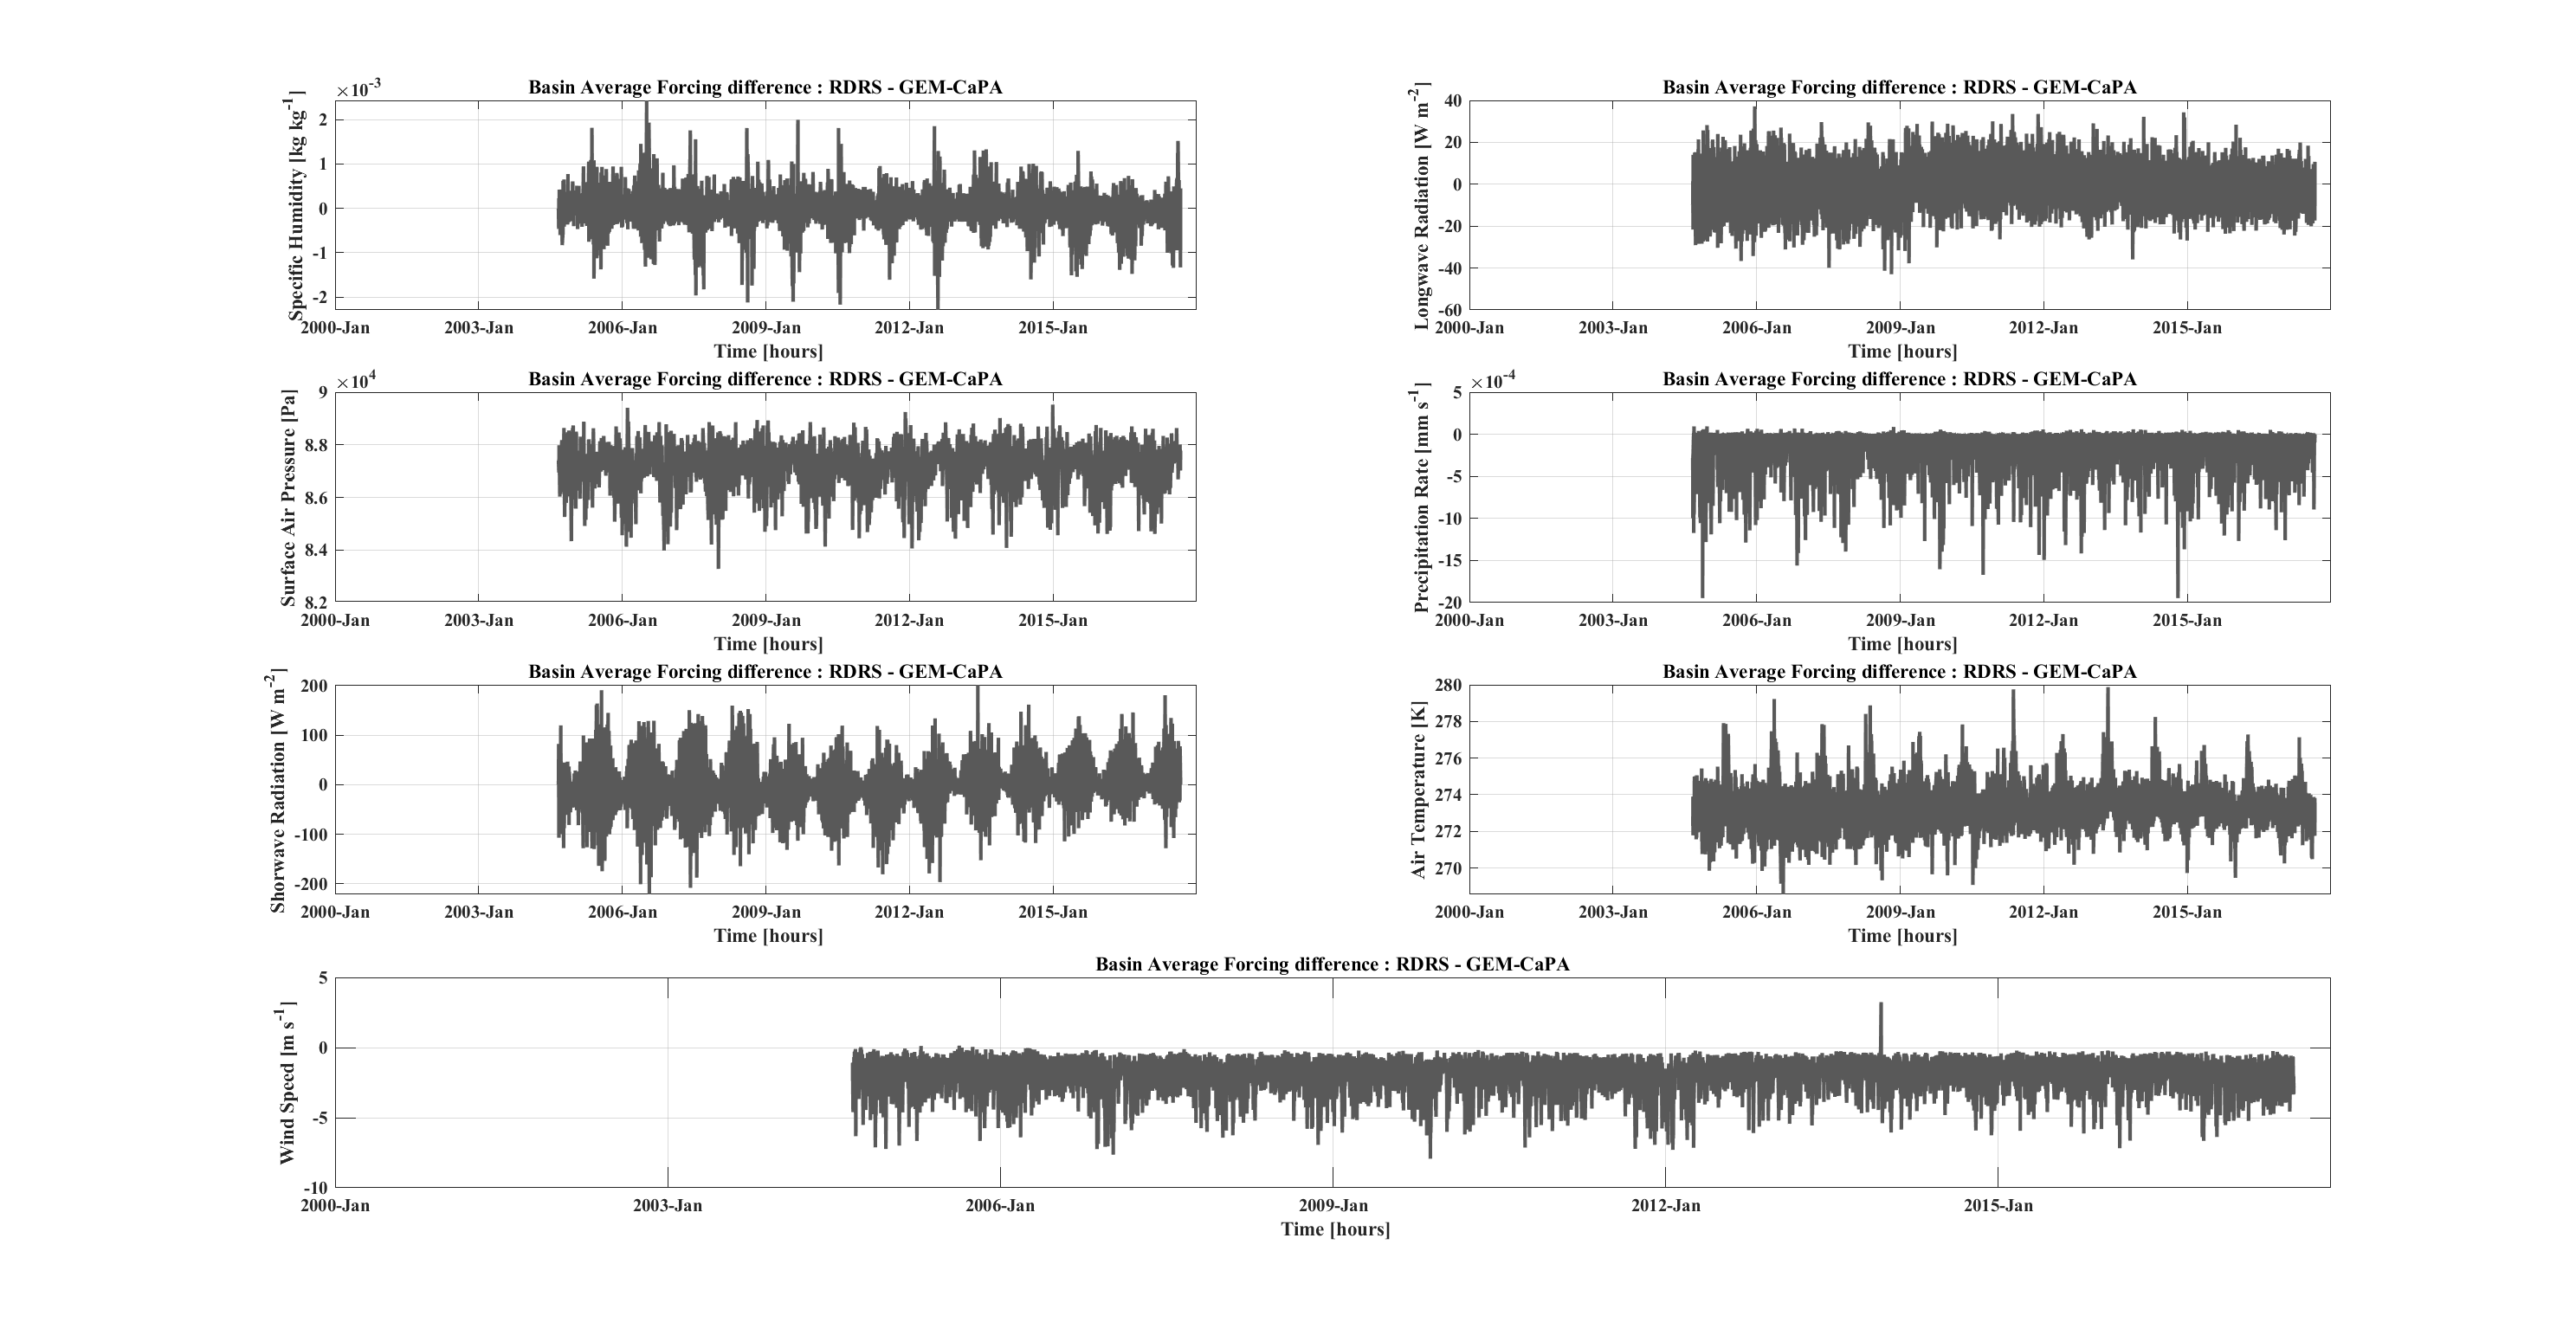 Basin Average Forcing difference : RDRS - GEM-CaPA
×10-3
Specific Humidity [kg kg-1]
2
1
0
-1
-2
2000-Jan 2003-Jan 2006-Jan 2009-Jan 2012-Jan 2015-Jan
Time [hours]
Basin Average Forcing difference : RDRS - GEM-CaPA
Longwave Radiation [W m-2]
40
20
0
-20
-40
-60
2000-Jan 2003-Jan 2006-Jan 2009-Jan 2012-Jan 2015-Jan
Time [hours]
Basin Average Forcing difference : RDRS - GEM-CaPA
×104
Surface Air Pressure [Pa]
9
8.8
8.6
8.4
8.2
2000-Jan 2003-Jan 2006-Jan 2009-Jan 2012-Jan 2015-Jan
Time [hours]
Basin Average Forcing difference : RDRS - GEM-CaPA
×10-4
Precipitation Rate [mm s-1]
5
0
-5
-10
-15
-20
2000-Jan 2003-Jan 2006-Jan 2009-Jan 2012-Jan 2015-Jan
Time [hours]
Basin Average Forcing difference : RDRS - GEM-CaPA
Shorwave Radiation [W m-2]
200
100
0
-100
-200
2000-Jan 2003-Jan 2006-Jan 2009-Jan 2012-Jan 2015-Jan
Time [hours]
Basin Average Forcing difference : RDRS - GEM-CaPA
Air Temperature [K]
280
278
276
274
272
270
2000-Jan 2003-Jan 2006-Jan 2009-Jan 2012-Jan 2015-Jan
Time [hours]
Basin Average Forcing difference : RDRS - GEM-CaPA
Wind Speed [m s-1]
5
0
-5
-10
2000-Jan 2003-Jan 2006-Jan 2009-Jan 2012-Jan 2015-Jan
Time [hours]